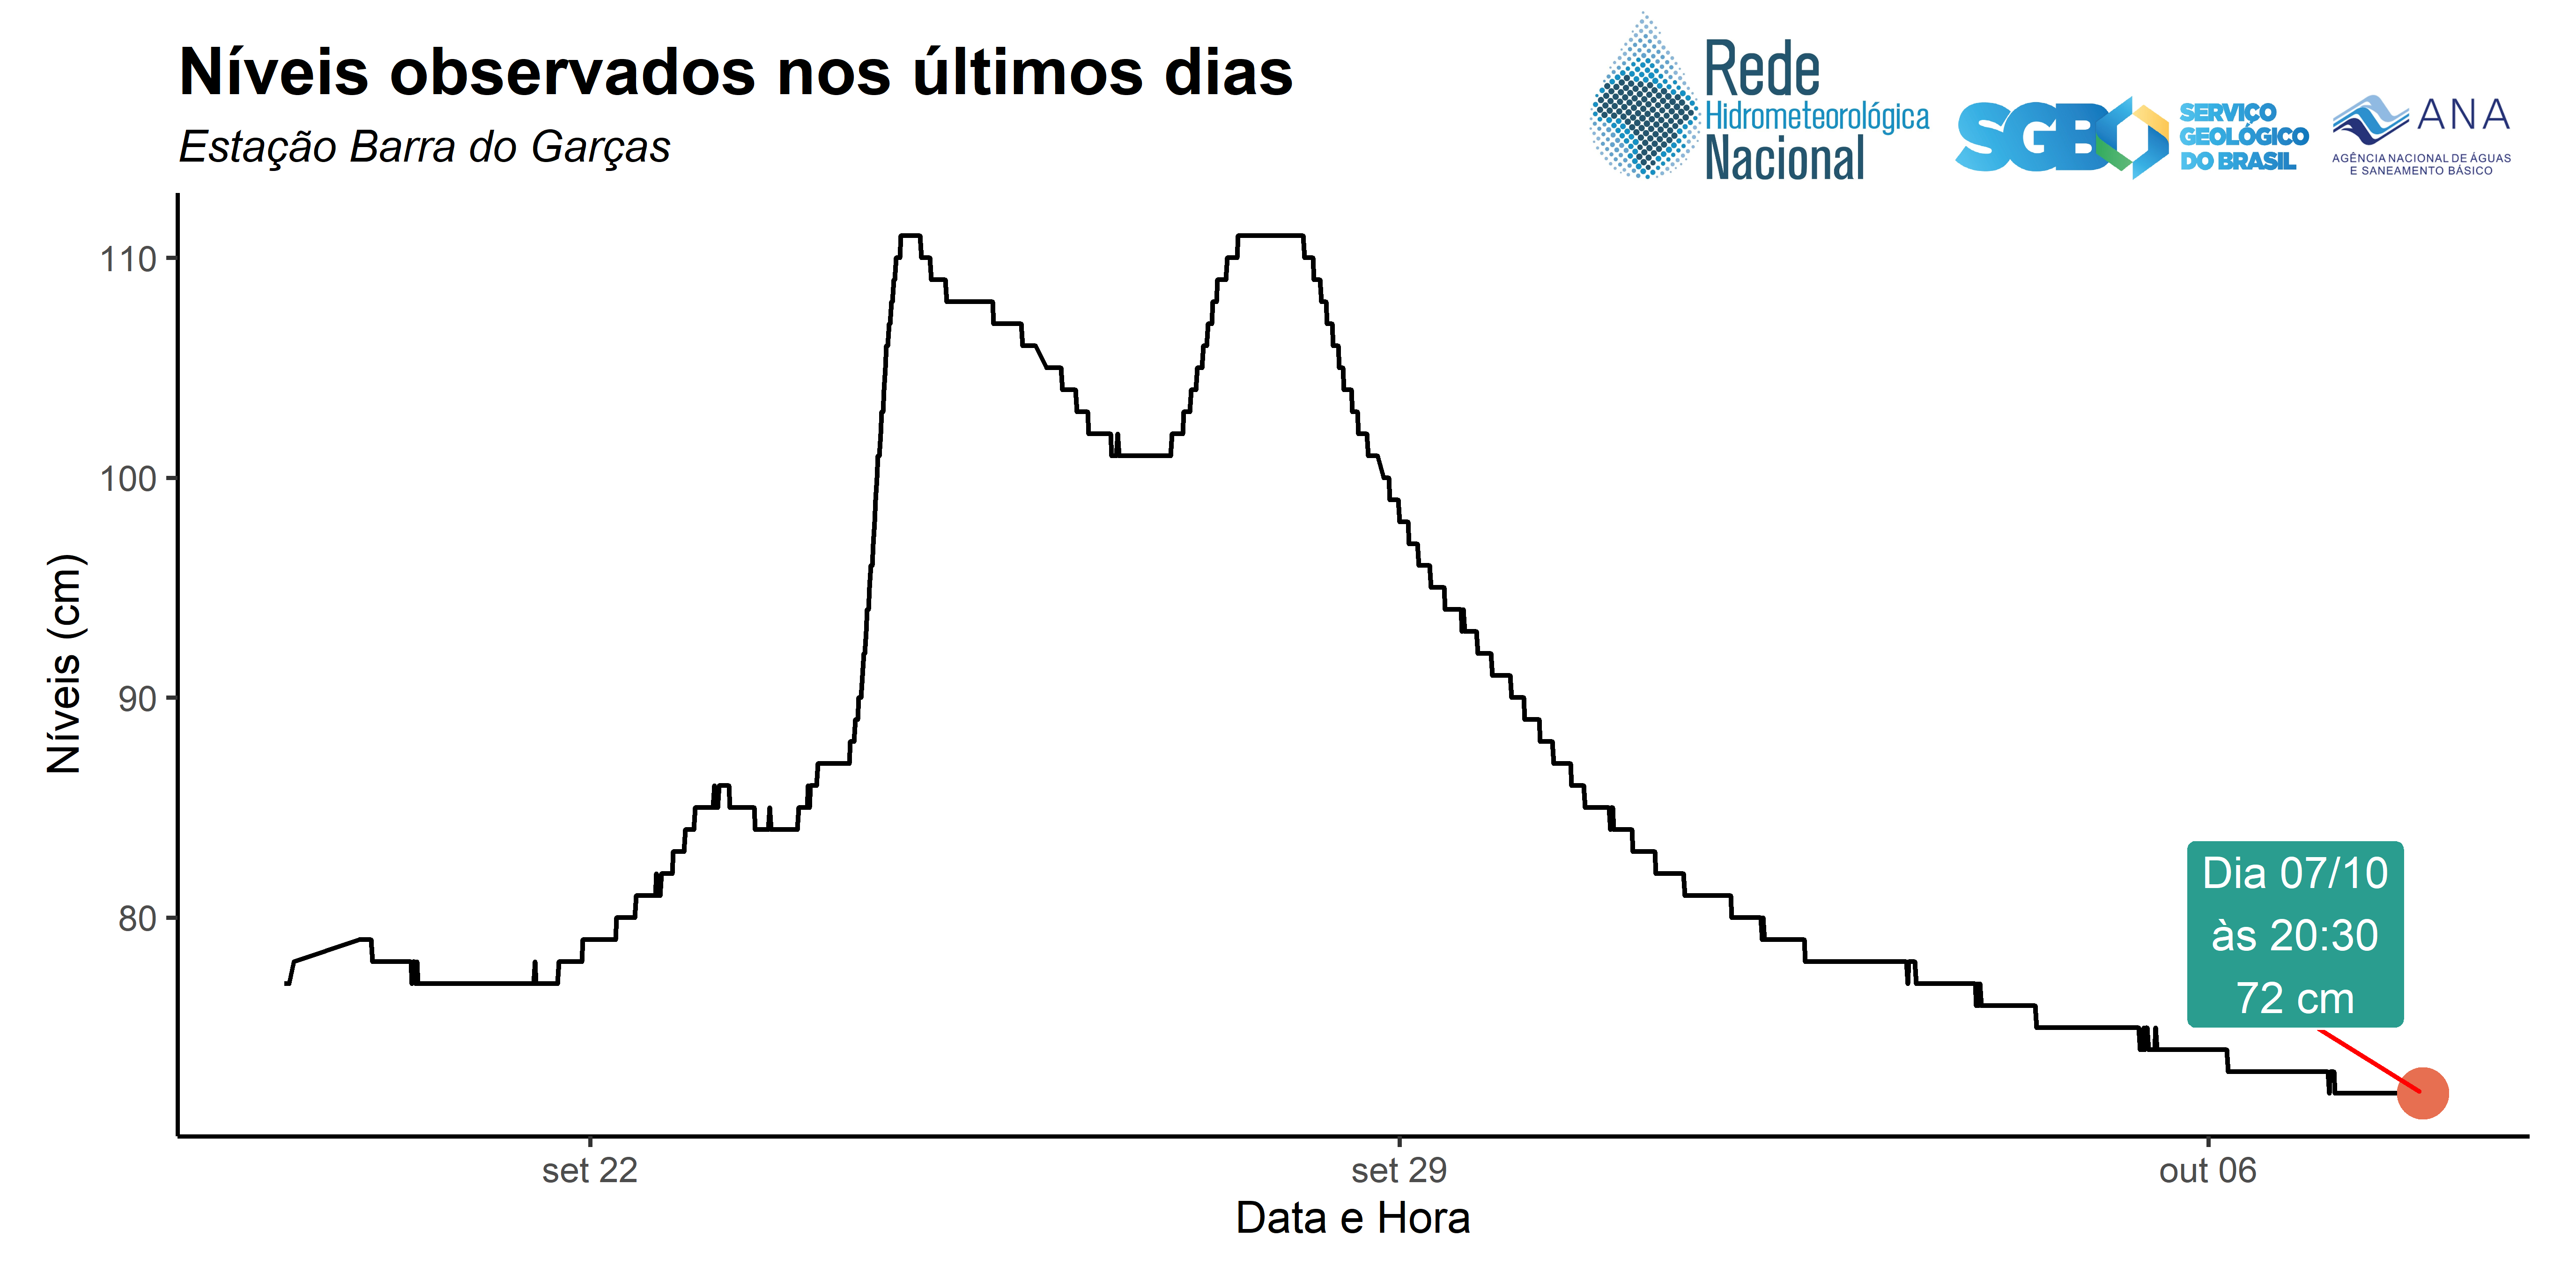 Níveis observados nos últimos dias
Estação Barra do Garças
Rede
Hidrometeorológica
Nacional
SGB
SERVIÇO
GEOLÓGICO
DO BRASIL
ANA
AGÊNCIA NACIONAL DE ÁGUAS
E SANEAMENTO BÁSICO
Níveis (cm)
110
100
90
80
Dia 07/10
às 20:30
72 cm
set 22
set 29
out 06
Data e Hora